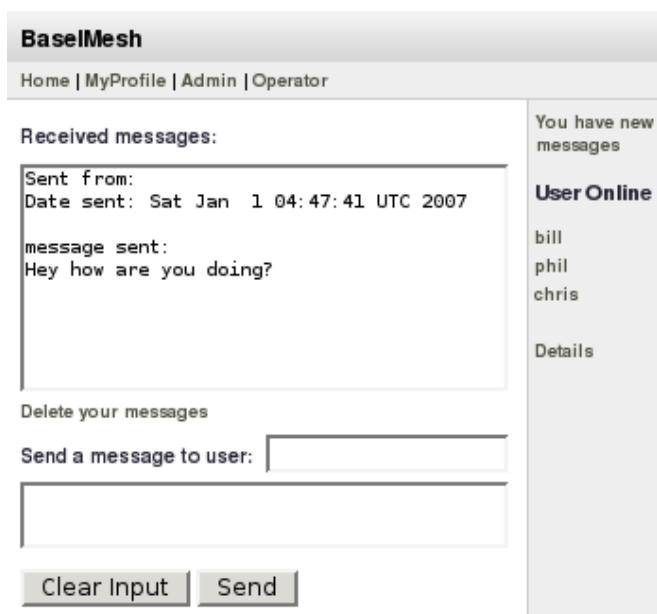 BaselMesh
Home | MyProfile | Admin | Operator
Received messages:
Sent from:
Date sent: Sat Jan  1 04:47:41 UTC 2007
message sent:
Hey how are you doing?
Delete your messages
Send a message to user:
Clear Input
Send
You have new
messages
User Online
bill
phil
chris
Details